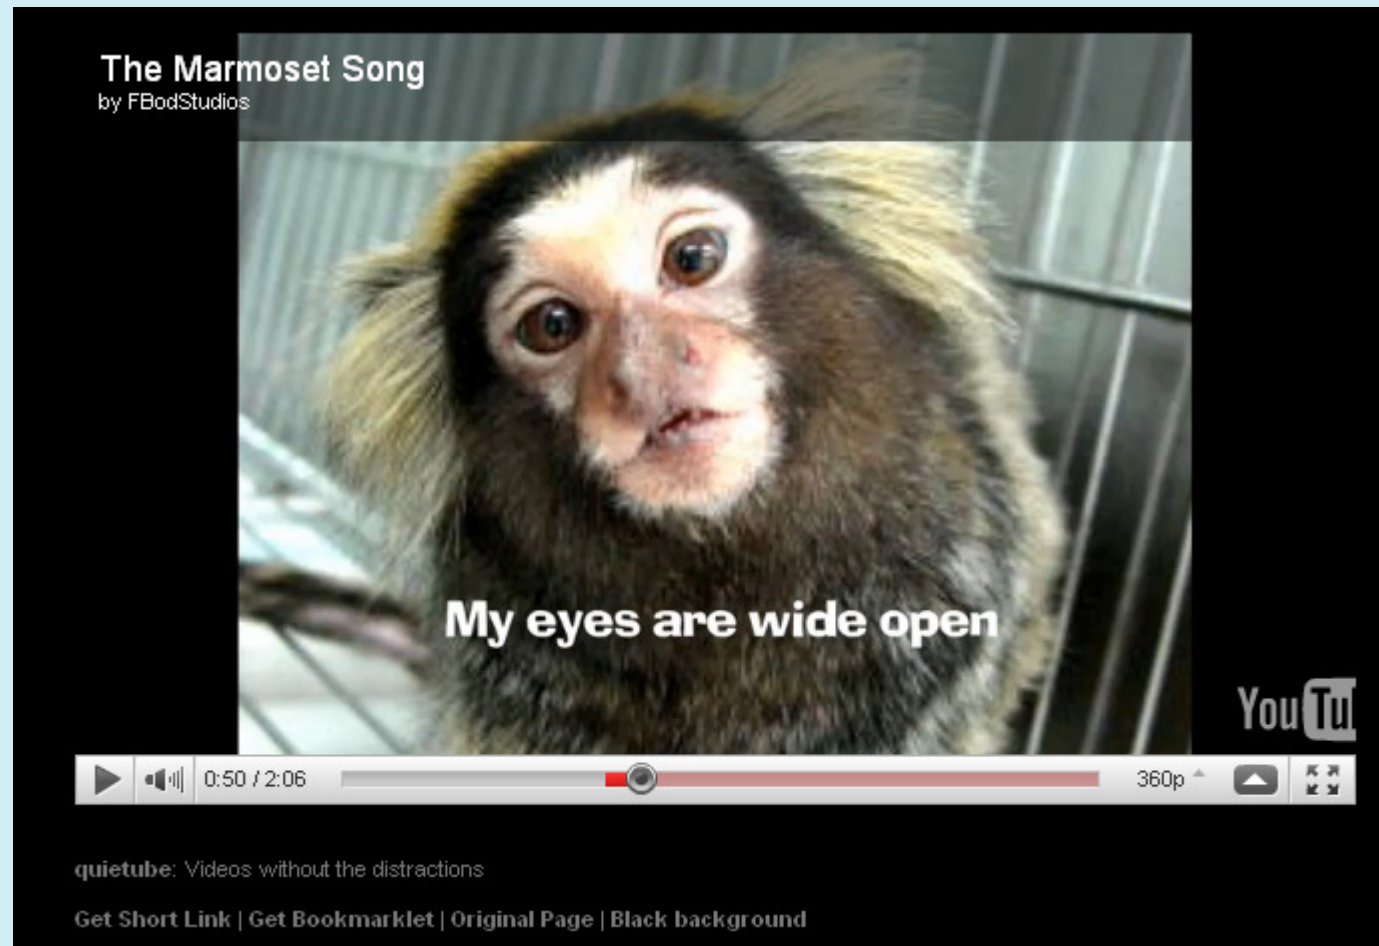 The Marmoset Song
by FBodStudios
My eyes are wide open
You Tu
0:50 / 2:06
360p
quietube: Videos without the distractions
Get Short Link | Get Bookmarklet | Original Page | Black background